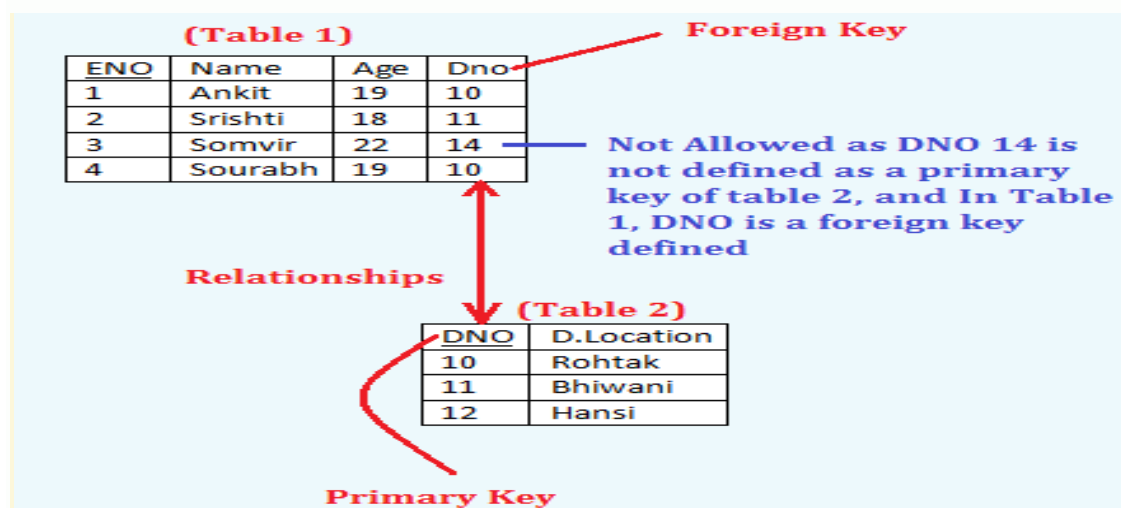 (Table 1)
Foreign Key
ENO Name Age Dno
1 Ankit 19 10
2 Srishti 18 11
3 Somvir 22 14
4 Sourabh 19 10
Not Allowed as DNO 14 is
not defined as a primary
key of table 2, and In Table
1, DNO is a foreign key
defined
Relationships
(Table 2)
DNO D.Location
10 Rohtak
11 Bhiwani
12 Hansi
Primary Key